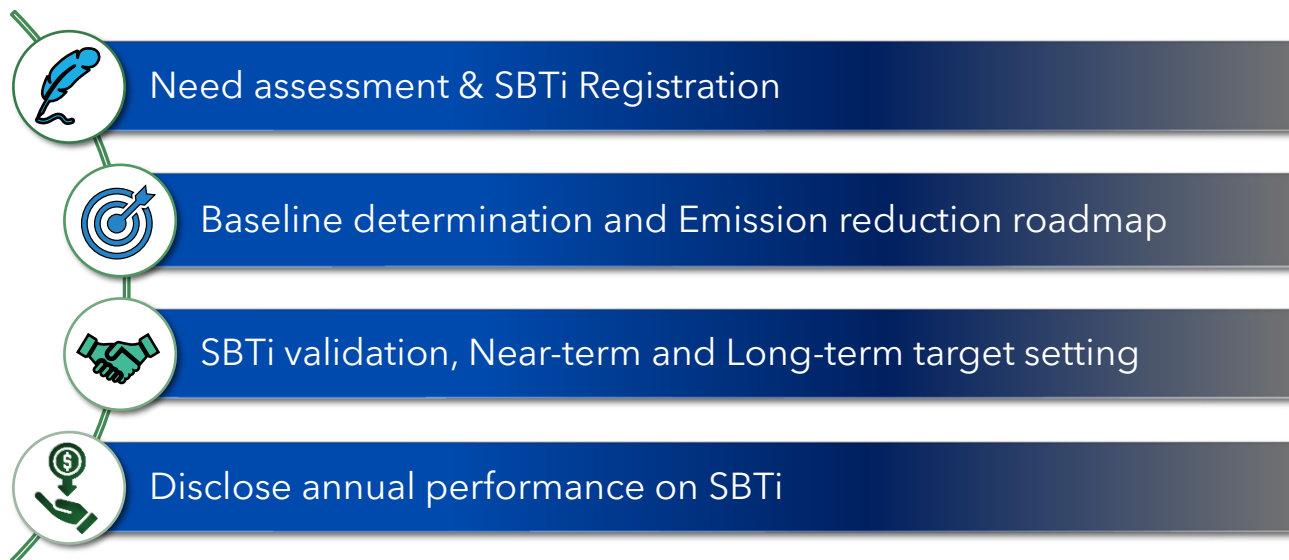 Need assessment & SBTi Registration
Baseline determination and Emission reduction roadmap
SBTi validation, Near-term and Long-term target setting
$
Disclose annual performance on SBTi